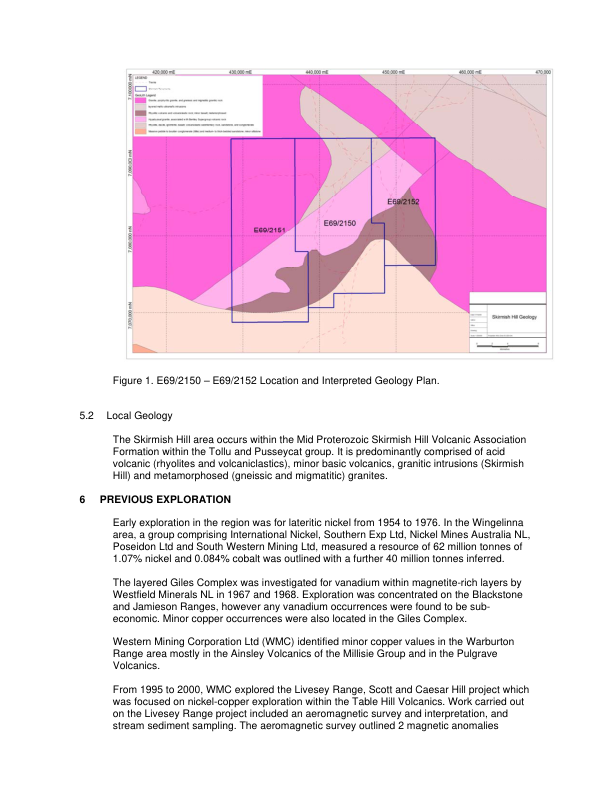 420,000 mE 430,000 mE 440,000 mE 450,000 mE 460,000 mE 470,000
LEGEND
7,090,000 mN
7,080,000 mN
7,070,000 mN
E69/2151
E69/2150
E69/2152
Skirmish Hill Geology
Figure 1. E69/2150 – E69/2152 Location and Interpreted Geology Plan.
5.2 Local Geology
The Skirmish Hill area occurs within the Mid Proterozoic Skirmish Hill Volcanic Association
Formation within the Tollu and Pusseycat group. It is predominantly comprised of acid
volcanic (rhyolites and volcaniclastics), minor basic volcanics, granitic intrusions (Skirmish
Hill) and metamorphosed (gneissic and migmatitic) granites.
6 PREVIOUS EXPLORATION
Early exploration in the region was for lateritic nickel from 1954 to 1976. In the Wingelinna
area, a group comprising International Nickel, Southern Exp Ltd, Nickel Mines Australia NL,
Poseidon Ltd and South Western Mining Ltd, measured a resource of 62 million tonnes of
1.07% nickel and 0.084% cobalt was outlined with a further 40 million tonnes inferred.
The layered Giles Complex was investigated for vanadium within magnetite-rich layers by
Westfield Minerals NL in 1967 and 1968. Exploration was concentrated on the Blackstone
and Jamieson Ranges, however any vanadium occurrences were found to be sub-
economic. Minor copper occurrences were also located in the Giles Complex.
Western Mining Corporation Ltd (WMC) identified minor copper values in the Warburton
Range area mostly in the Ainsley Volcanics of the Millisie Group and in the Pulgrave
Volcanics.
From 1995 to 2000, WMC explored the Livesey Range, Scott and Caesar Hill project which
was focused on nickel-copper exploration within the Table Hill Volcanics. Work carried out
on the Livesey Range project included an aeromagnetic survey and interpretation, and
stream sediment sampling. The aeromagnetic survey outlined 2 magnetic anomalies